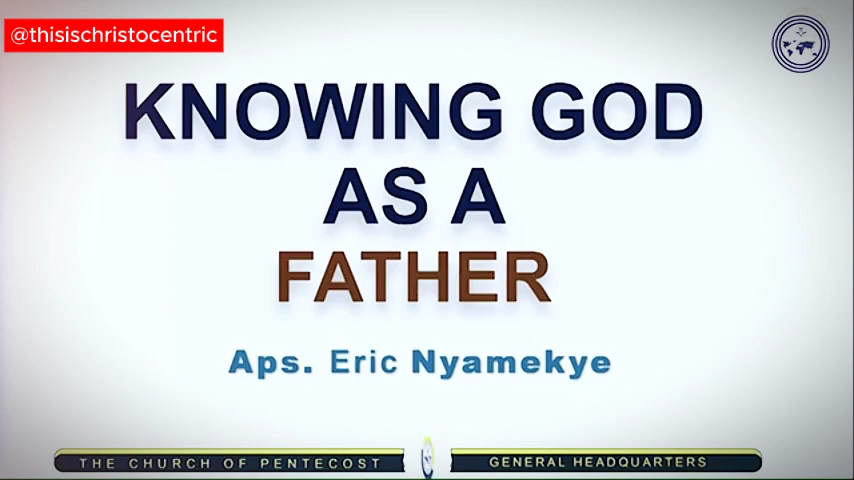 @thisischristocentric
KNOWING GOD
AS A
FATHER
Aps. Eric Nyamekye
THE CHURCH OF PENTECOST
GENERAL HEADQUARTERS